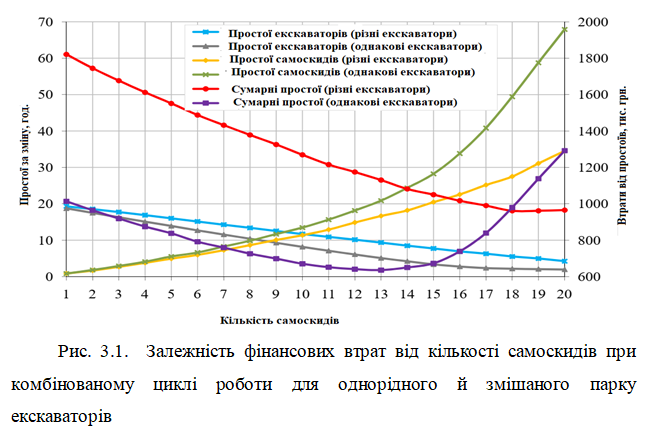 70
60
50
40
30
20
10
0
2000
1800
1600
1400
1200
1000
800
600
Простої за зміну, год.
Втрати від простоїв, тис. грн.
Простої екскаваторів (різні екскаватори)
Простої екскаваторів (однакові екскаватори)
Простої самоскидів (різні екскаватори)
Простої самоскидів (однакові екскаватори)
Сумарні простої (різні екскаватори)
Сумарні простої (однакові екскаватори)
1 2 3 4 5 6 7 8 9 10 11 12 13 14 15 16 17 18 19 20
Кількість самоскидів
Рис. 3.1. Залежність фінансових втрат від кількості самоскидів при
комбінованому циклі роботи для однорідного й змішаного парку
екскаваторів